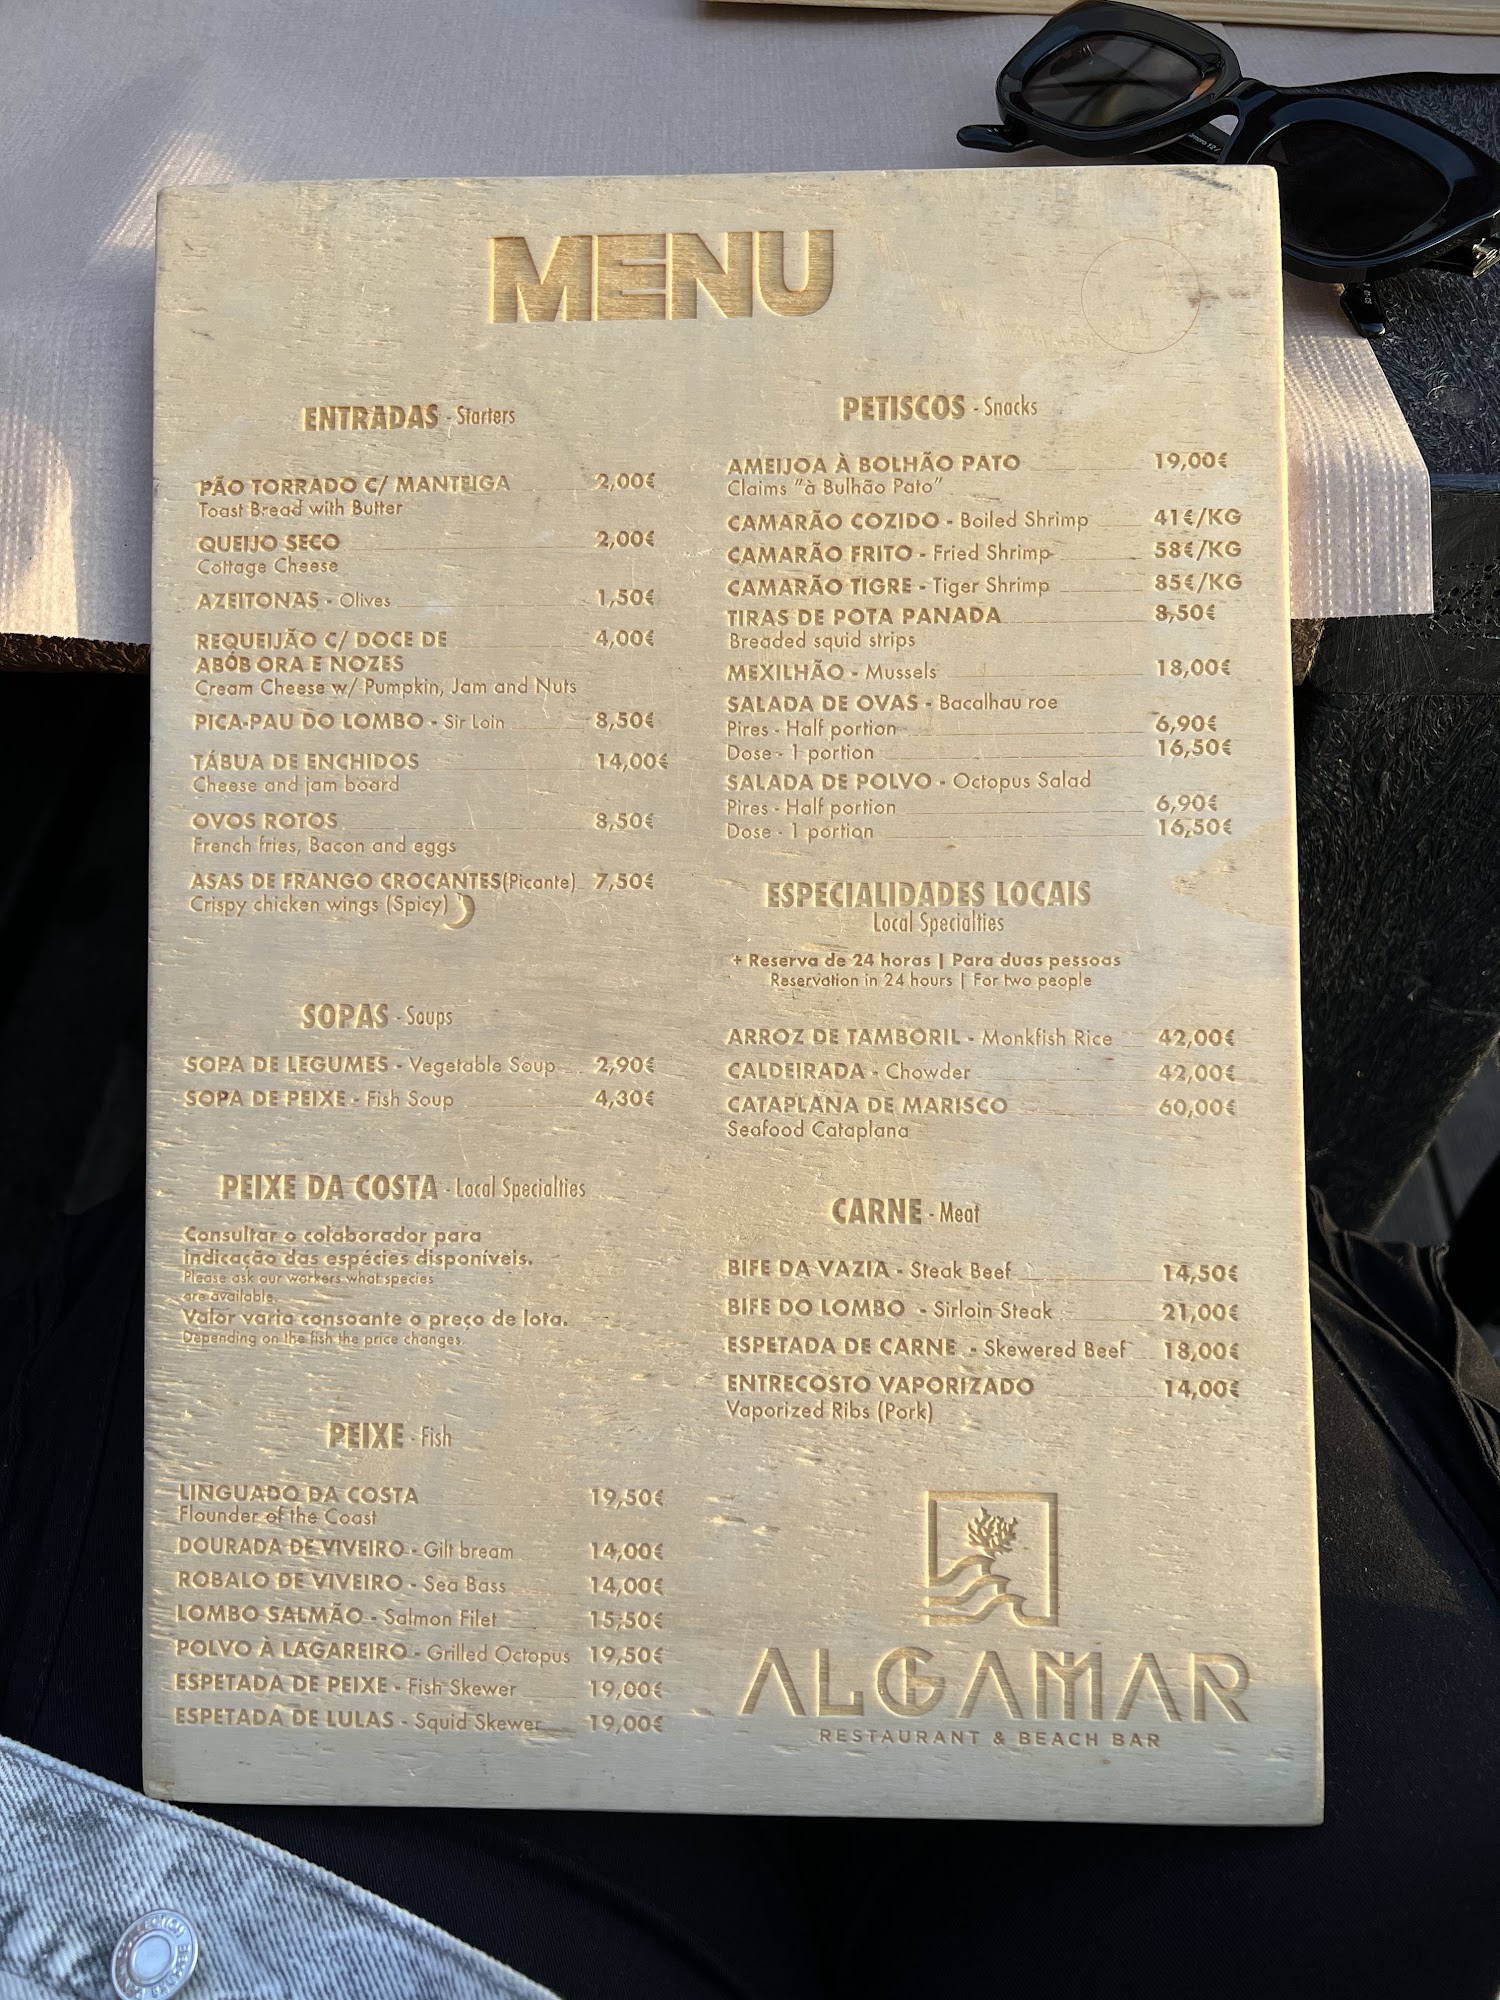 MENU
ENTRADAS - Starters
PÃO TORRADO C/ MANTEIGA 2,00€
Toast Bread with Butter
QUEIJO SECO 2,00€
Cottage Cheese
AZEITONAS - Olives 1,50€
REQUEIJÃO C/ DOCE DE 4,00€
ABÓBORA E NOZES
Cream Cheese w/ Pumpkin, Jam and Nuts
PICA-PAU DO LOMBO - Sir Loin 8,50€
TÁBUA DE ENCHIDOS 14,00€
Cheese and jam board
OVOS ROTOS 8,50€
French fries, Bacon and eggs
ASAS DE FRANGO CROCANTES(Picante) 7,50€
Crispy chicken wings (Spicy)
SOPAS - Soups
SOPA DE LEGUMES - Vegetable Soup 2,90€
SOPA DE PEIXE - Fish Soup 4,30€
PEIXE DA COSTA - Local Specialties
Consultar o colaborador para
indicação das espécies disponíveis.
Please ask our workers what species
are available.
Valor varia consoante o preço de lota.
Depending on the fish the price changes.
PEIXE - Fish
LINGUADO DA COSTA 19,50€
Flounder of the Coast
DOURADA DE VIVEIRO - Gilt bream 14,00€
ROBALO DE VIVEIRO - Sea Bass 14,00€
LOMBO SALMÃO - Salmon Filet 15,50€
POLVO À LAGAREIRO - Grilled Octopus 19,50€
ESPETADA DE PEIXE - Fish Skewer 19,00€
ESPETADA DE LULAS - Squid Skewer 19,00€
PETISCOS - Snacks
AMEIJOA À BOLHÃO PATO 19,00€
Claims "à Bulhão Pato"
CAMARÃO COZIDO - Boiled Shrimp 41€/KG
CAMARÃO FRITO - Fried Shrimp 58€/KG
CAMARÃO TIGRE - Tiger Shrimp 85€/KG
TIRAS DE POTA PANADA 8,50€
Breaded squid strips
MEXILHÃO - Mussels 18,00€
SALADA DE OVAS - Bacalhau roe
Pires - Half portion 6,90€
Dose - 1 portion 16,50€
SALADA DE POLVO - Octopus Salad
Pires - Half portion 6,90€
Dose - 1 portion 16,50€
ESPECIALIDADES LOCAIS
Local Specialties
+ Reserva de 24 horas | Para duas pessoas
Reservation in 24 hours | For two people
ARROZ DE TAMBORIL - Monkfish Rice 42,00€
CALDEIRADA - Chowder 42,00€
CATAPLANA DE MARISCO 60,00€
Seafood Cataplana
CARNE - Meat
BIFE DA VAZIA - Steak Beef 14,50€
BIFE DO LOMBO - Sirloin Steak 21,00€
ESPETADA DE CARNE - Skewered Beef 18,00€
ENTRECOSTO VAPORIZADO 14,00€
Vaporized Ribs (Pork)
ALGAMAR
RESTAURANT & BEACH BAR